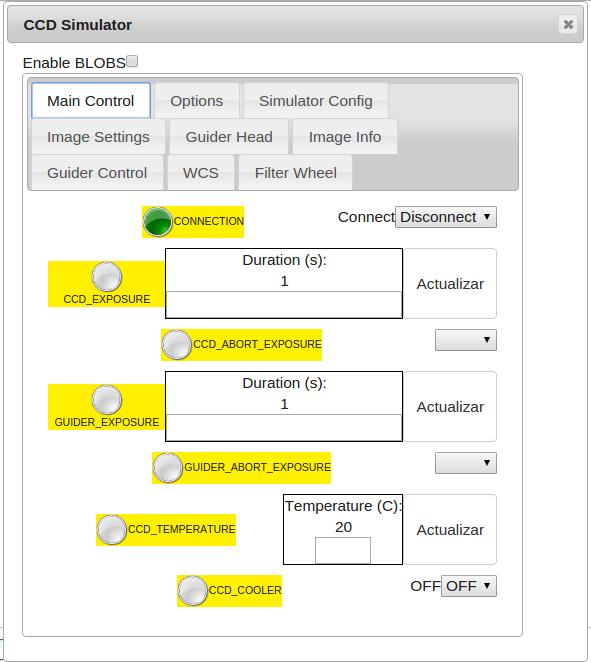 CCD Simulator
Enable BLOBS
Main Control Options Simulator Config
Image Settings Guider Head Image Info
Guider Control WCS Filter Wheel
CONNECTION Connect Disconnect
Duration (s):
1
CCD_EXPOSURE Actualizar
CCD_ABORT_EXPOSURE
Duration (s):
1
GUIDER_EXPOSURE Actualizar
GUIDER_ABORT_EXPOSURE
Temperature (C):
20
CCD_TEMPERATURE Actualizar
CCD_COOLER OFF OFF